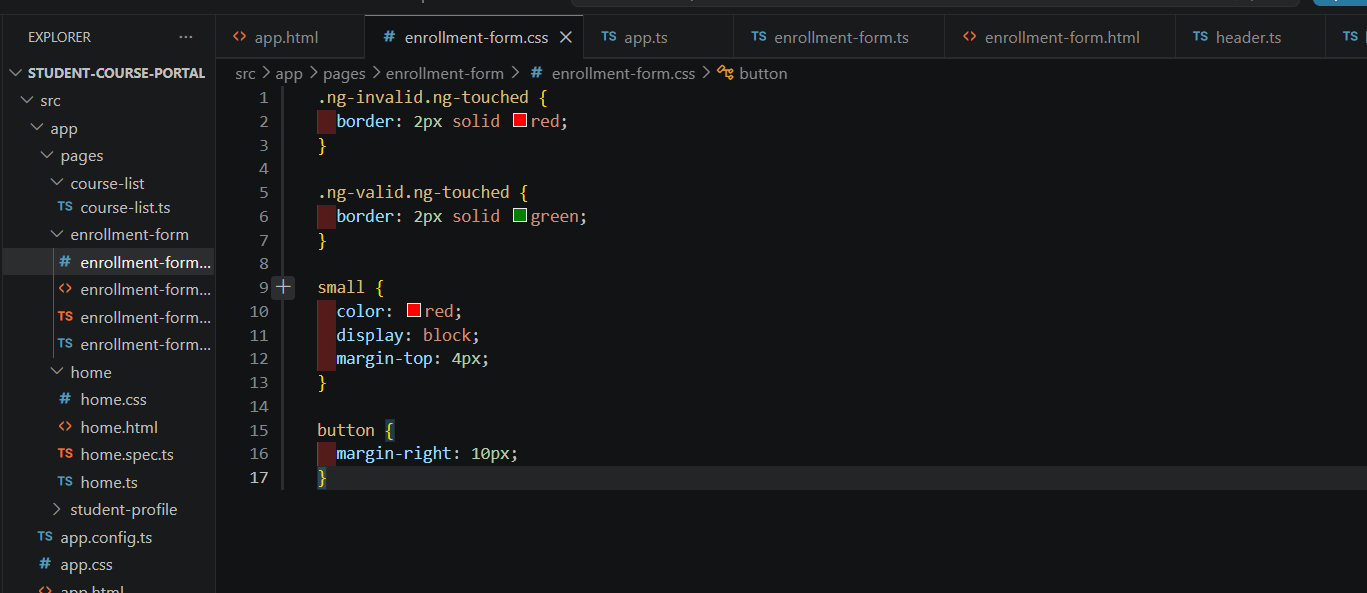 EXPLORER ...
STUDENT-COURSE-PORTAL
src
app
pages
course-list
TS course-list.ts
enrollment-form
# enrollment-form...
<> enrollment-form...
TS enrollment-form...
TS enrollment-form...
home
# home.css
<> home.html
TS home.spec.ts
TS home.ts
student-profile
TS app.config.ts
# app.css
<> app.html
<> app.html # enrollment-form.css TS app.ts TS enrollment-form.ts <> enrollment-form.html TS header.ts TS
src > app > pages > enrollment-form > # enrollment-form.css > button
1 .ng-invalid.ng-touched {
2 border: 2px solid red;
3 }
4
5 .ng-valid.ng-touched {
6 border: 2px solid green;
7 }
8
9 small {
10 color: red;
11 display: block;
12 margin-top: 4px;
13 }
14
15 button {
16 margin-right: 10px;
17 }